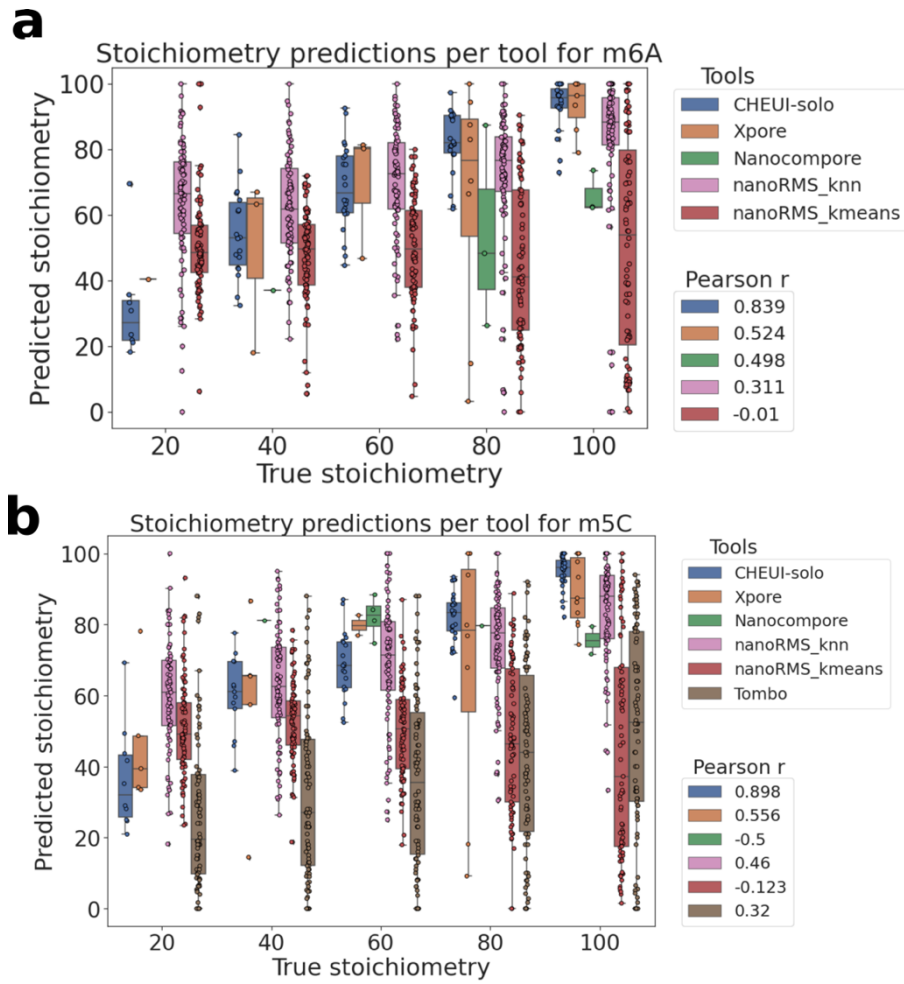 a
Stoichiometry predictions per tool for m6A
Predicted stoichiometry
100
80
60
40
20
0
20 40 60 80 100
True stoichiometry
Tools
CHEUI-solo
Xpore
Nanocompore
nanoRMS_knn
nanoRMS_kmeans
Pearson r
0.839
0.524
0.498
0.311
-0.01
b
Stoichiometry predictions per tool for m5C
Predicted stoichiometry
100
80
60
40
20
0
20 40 60 80 100
True stoichiometry
Tools
CHEUI-solo
Xpore
Nanocompore
nanoRMS_knn
nanoRMS_kmeans
Tombo
Pearson r
0.898
0.556
-0.5
0.46
-0.123
0.32